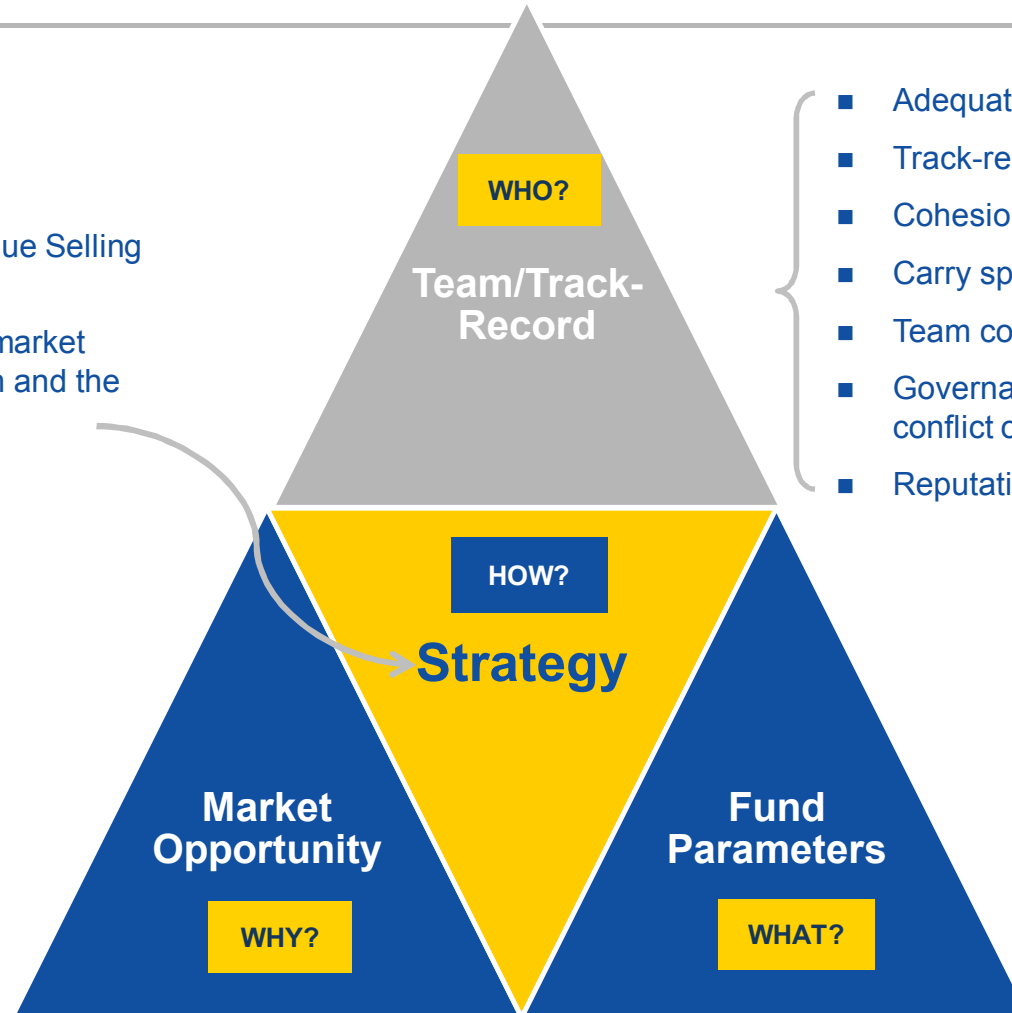 ue Selling
market
and the
WHO?
Team/Track-
Record
Adequat
Track-re
Cohesio
Carry sp
Team co
Governa
conflict o
Reputati
HOW?
Strategy
Market
Opportunity
WHY?
Fund
Parameters
WHAT?